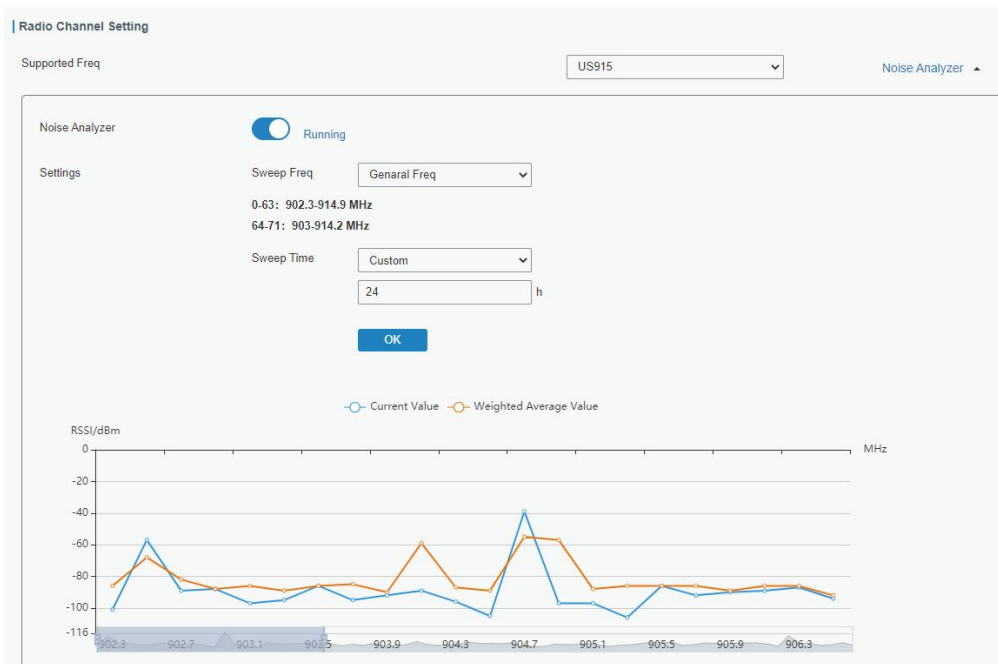 Radio Channel Setting
Supported Freq US915 Noise Analyzer
Noise Analyzer Running
Settings Sweep Freq Genaral Freq
0-63: 902.3-914.9 MHz
64-71: 903-914.2 MHz
Sweep Time Custom
24 h
OK
Current Value Weighted Average Value
RSSI/dBm
0 MHz
-20
-40
-60
-80
-100
-116
902.3 902.7 903.1 903.5 903.9 904.3 904.7 905.1 905.5 905.9 906.3